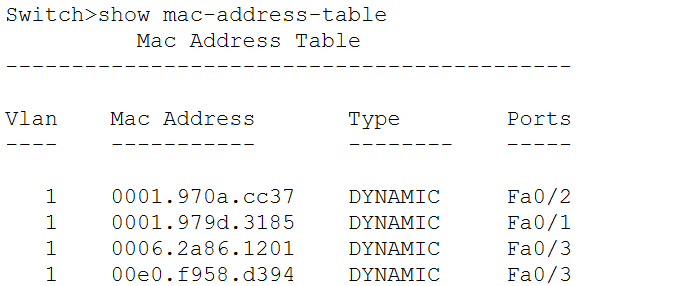 Switch>show mac-address-table
          Mac Address Table
-------------------------------------------
Vlan    Mac Address       Type        Ports
----    -----------       --------    -----
   1    0001.970a.cc37    DYNAMIC     Fa0/2
   1    0001.979d.3185    DYNAMIC     Fa0/1
   1    0006.2a86.1201    DYNAMIC     Fa0/3
   1    00e0.f958.d394    DYNAMIC     Fa0/3